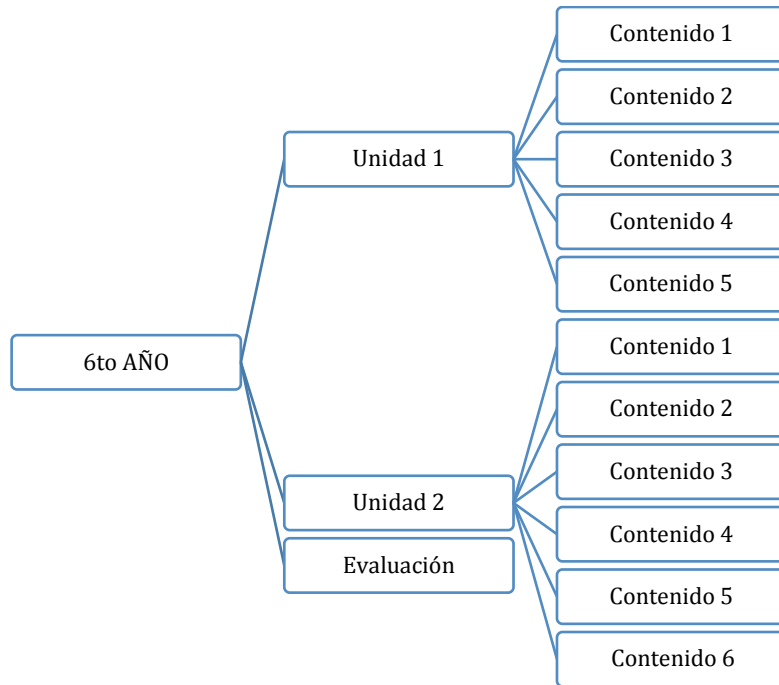 6to AÑO
Unidad 1
Contenido 1
Contenido 2
Contenido 3
Contenido 4
Contenido 5
Unidad 2
Contenido 1
Contenido 2
Contenido 3
Contenido 4
Contenido 5
Contenido 6
Evaluación